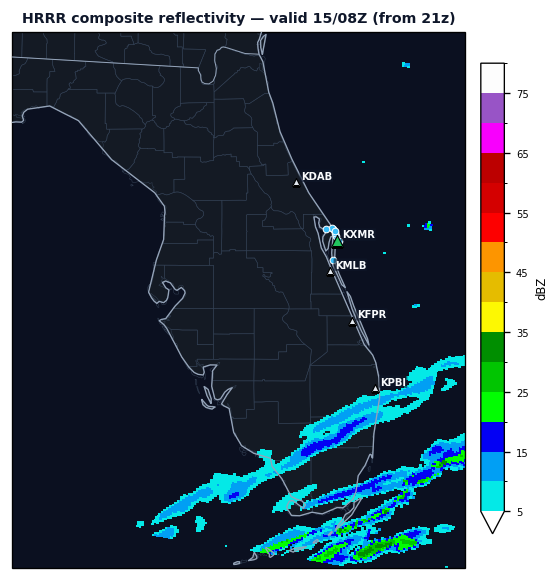 HRRR composite reflectivity — valid 15/08Z (from 21z)
KDAB
KXMR
KMLB
KFPR
KPBI
75
65
55
45
35
25
15
5
dBZ